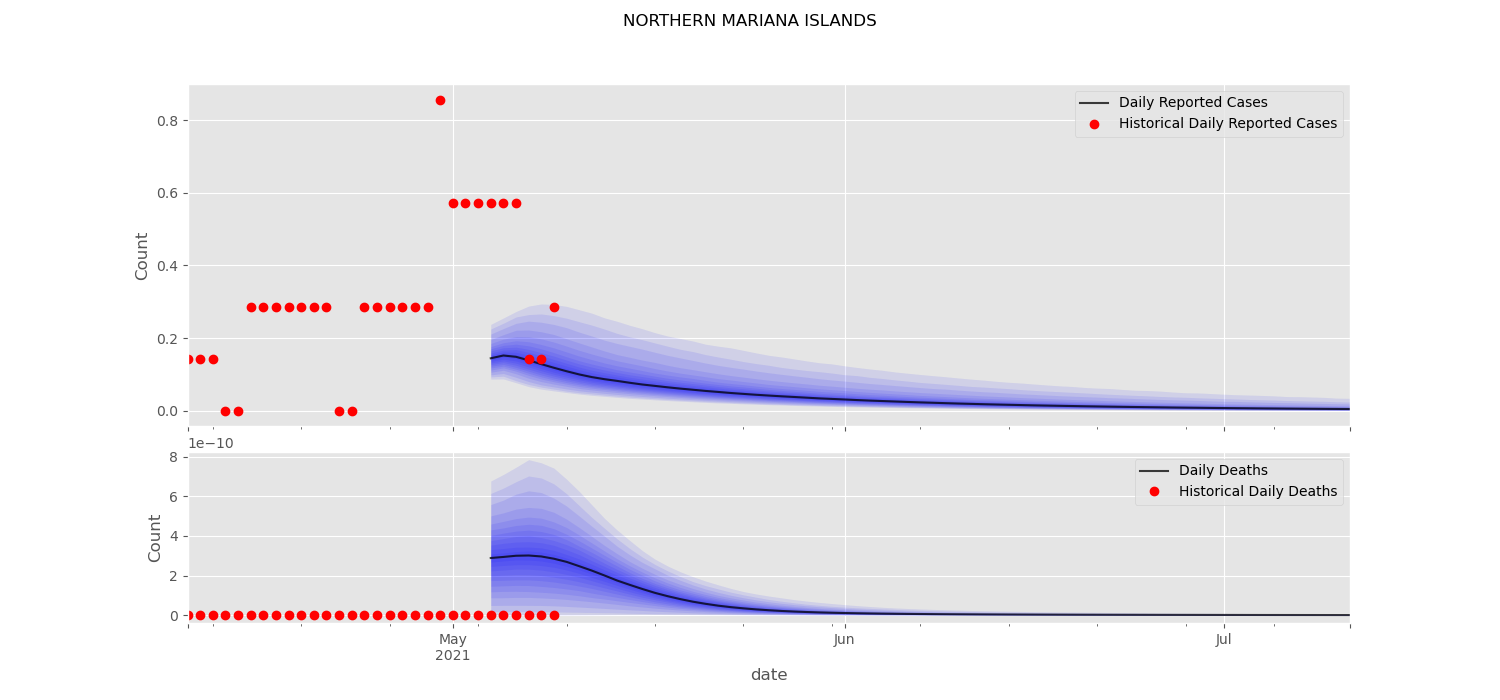 NORTHERN MARIANA ISLANDS
Daily Reported Cases
Historical Daily Reported Cases
0.8
0.6
0.4
0.2
0.0
Count
1e−10
Daily Deaths
Historical Daily Deaths
8
6
4
2
0
Count
May
2021
Jun
Jul
date